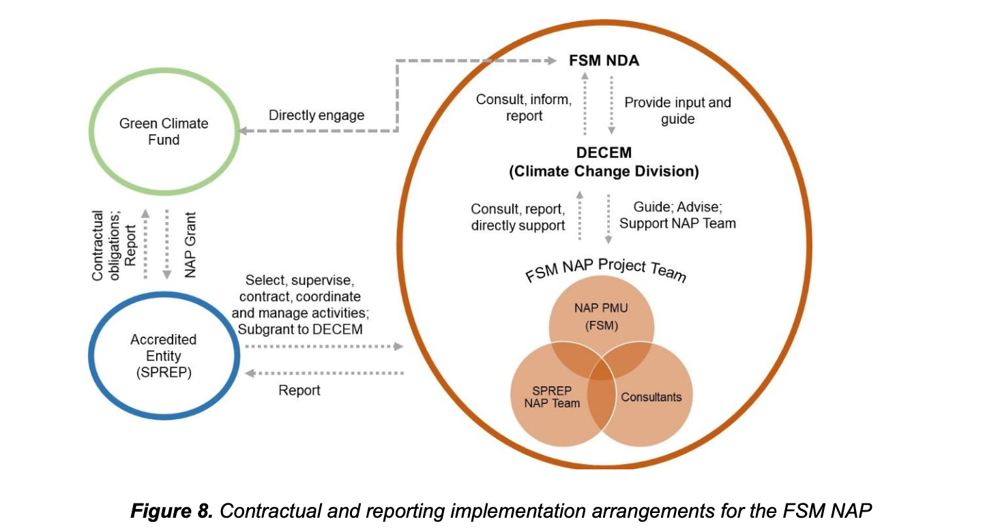 FSM NDA
Consult, inform,
report
Provide input and
guide
Directly engage
Green Climate
Fund
DECEM
(Climate Change Division)
Consult, report,
directly support
Guide; Advise;
Support NAP Team
Contractual
obligations;
Report
NAP Grant
FSM NAP Project Team
Select, supervise,
contract, coordinate
and manage activities;
Subgrant to DECEM
NAP PMU
(FSM)
Accredited
Entity
(SPREP)
Report
SPREP
NAP Team
Consultants
Figure 8. Contractual and reporting implementation arrangements for the FSM NAP